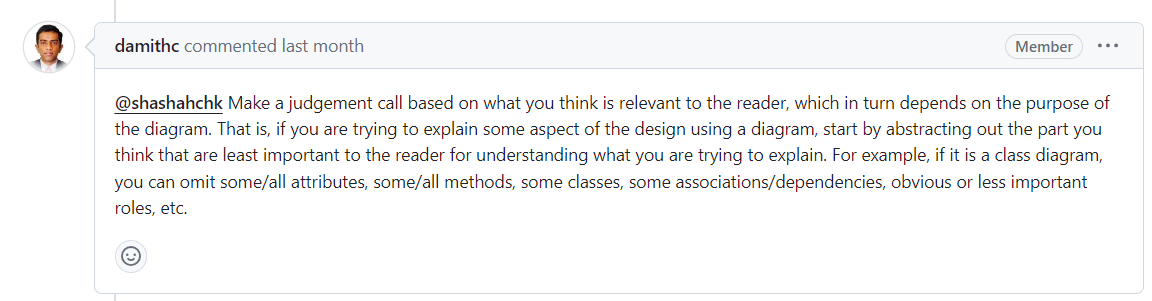 damithc commented last month
Member
@shashahchk Make a judgement call based on what you think is relevant to the reader, which in turn depends on the purpose of
the diagram. That is, if you are trying to explain some aspect of the design using a diagram, start by abstracting out the part you
think that are least important to the reader for understanding what you are trying to explain. For example, if it is a class diagram,
you can omit some/all attributes, some/all methods, some classes, some associations/dependencies, obvious or less important
roles, etc.